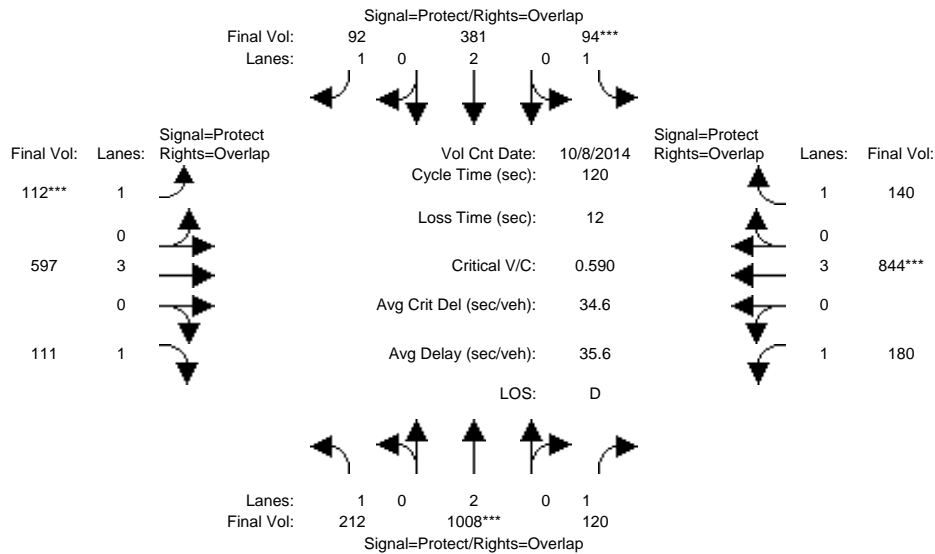 Signal=Protect/Rights=Overlap
Final Vol: 92 381 94***
Lanes: 1 0 2 0 1
Signal=Protect Signal=Protect
Final Vol: Lanes: Rights=Overlap Vol Cnt Date: 10/8/2014 Rights=Overlap Lanes: Final Vol:
Cycle Time (sec): 120
112*** 1 1 140
Loss Time (sec): 12
0 0
597 3 Critical V/C: 0.590 3 844***
0 Avg Crit Del (sec/veh): 34.6 0
111 1 Avg Delay (sec/veh): 35.6 1 180
LOS: D
Lanes: 1 0 2 0 1
Final Vol: 212 1008*** 120
Signal=Protect/Rights=Overlap